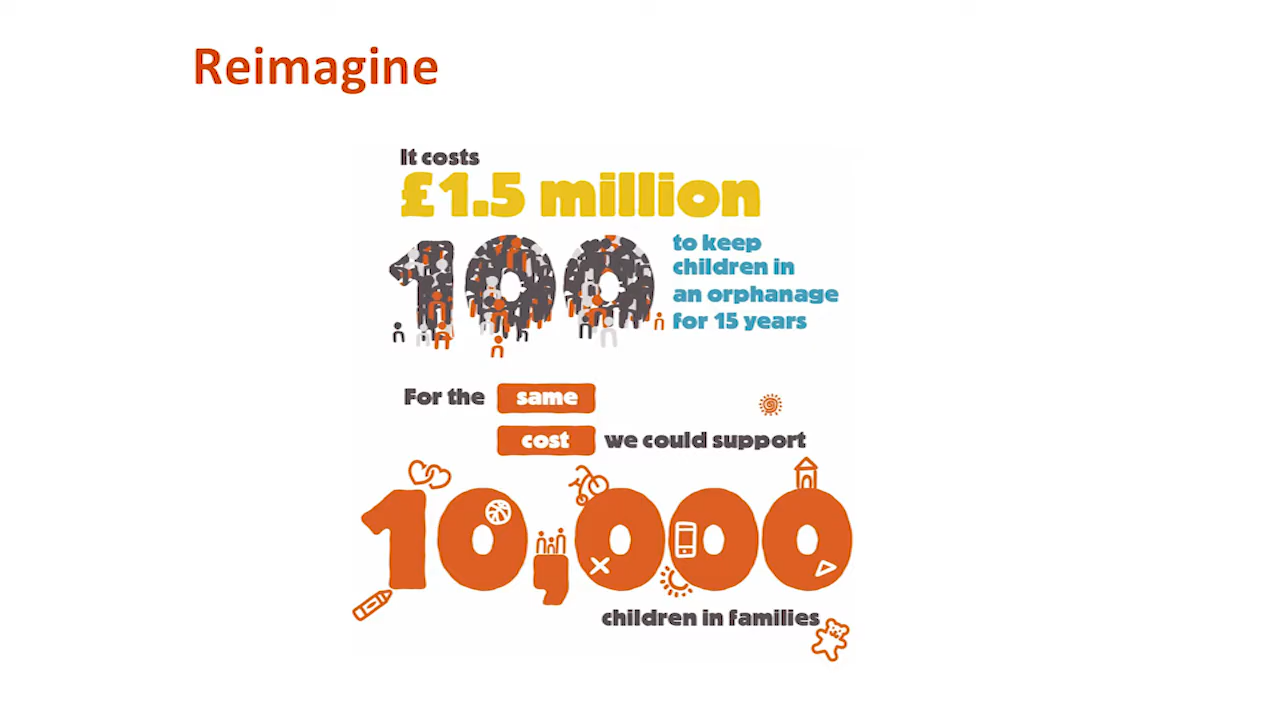 Reimagine
It costs
£1.5 million
100
to keep
children in
an orphanage
for 15 years
For the same
cost we could support
10,000
children in families